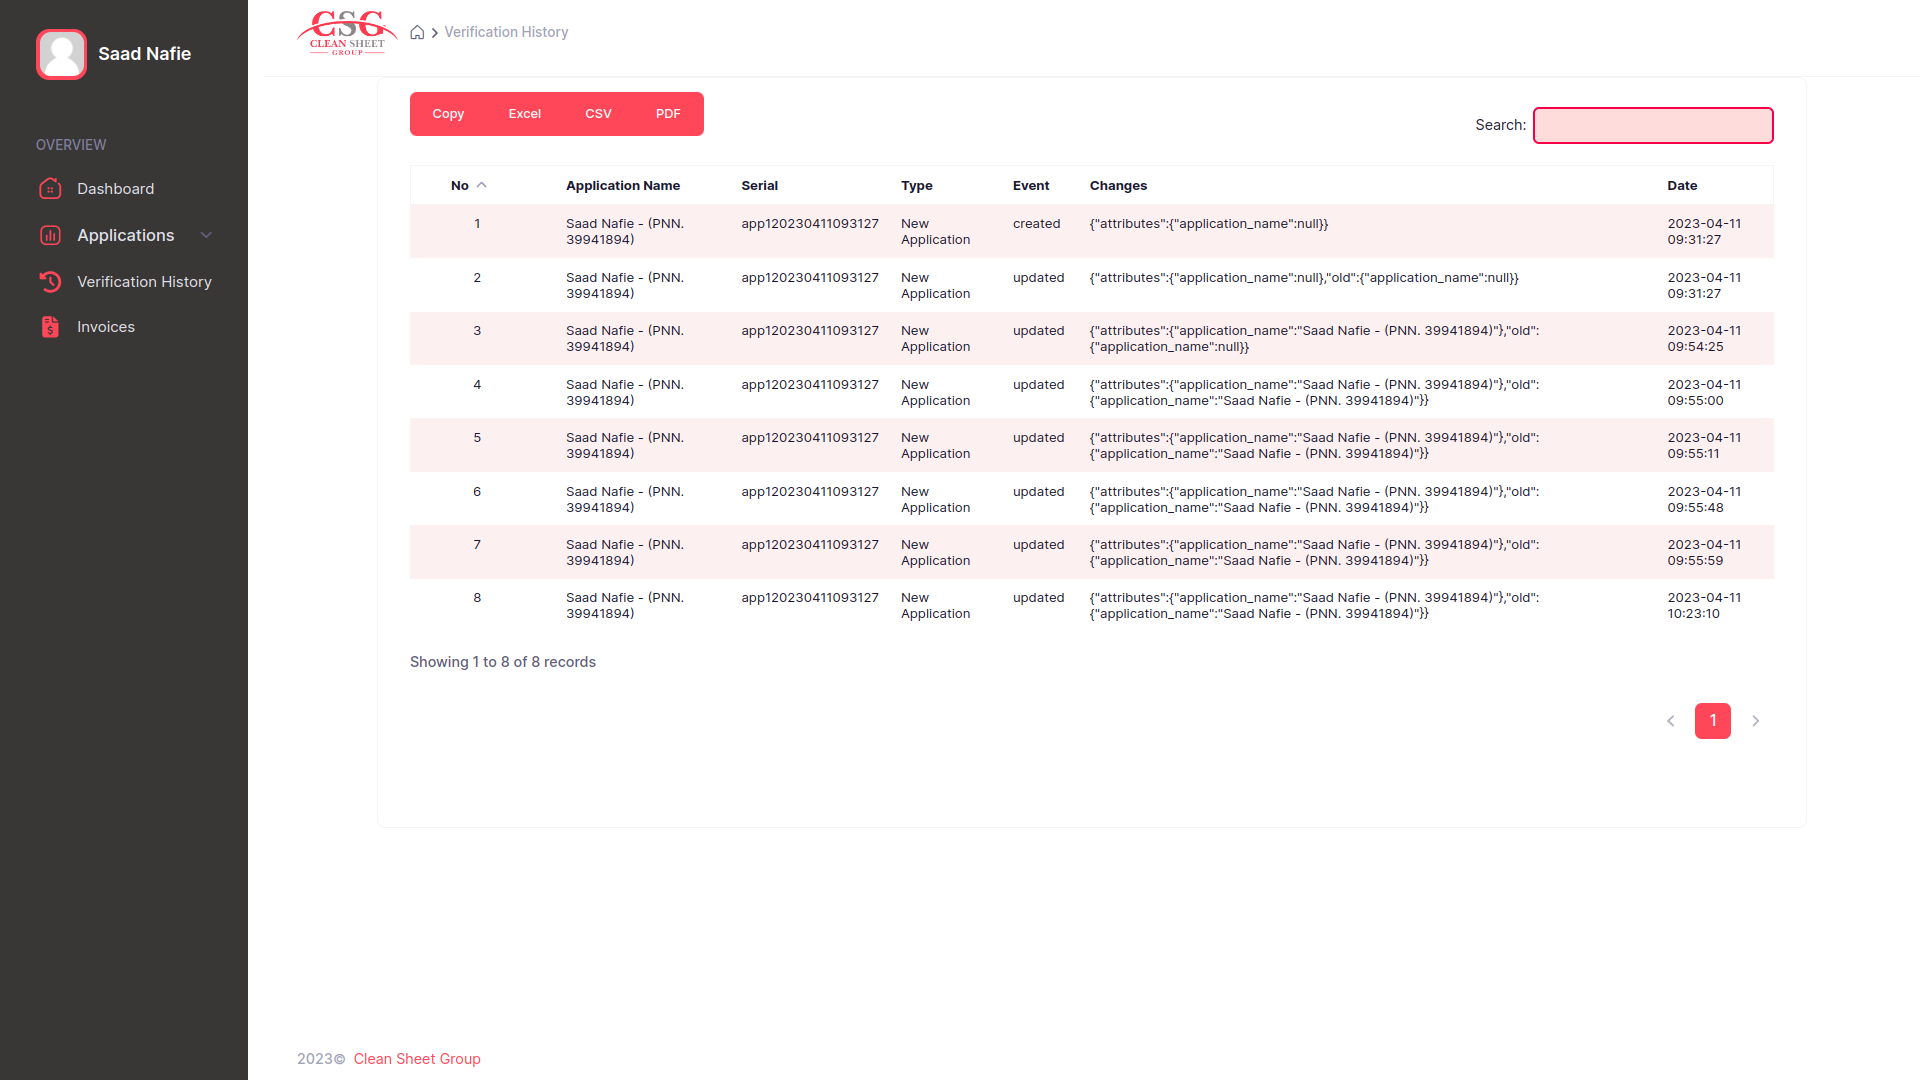 Saad Nafie
OVERVIEW
Dashboard
Applications
Verification History
Invoices
CSG
CLEAN SHEET
GROUP
Verification History
Copy Excel CSV PDF
Search:
No Application Name Serial Type Event Changes Date
1 Saad Nafie - (PNN. app120230411093127 New created {"attributes":{"application_name":null}} 2023-04-11
39941894) Application 09:31:27
2 Saad Nafie - (PNN. app120230411093127 New updated {"attributes":{"application_name":null},"old":{"application_name":null}} 2023-04-11
39941894) Application 09:31:27
3 Saad Nafie - (PNN. app120230411093127 New updated {"attributes":{"application_name":"Saad Nafie - (PNN. 39941894)"},"old": 2023-04-11
39941894) Application {"application_name":null}} 09:54:25
4 Saad Nafie - (PNN. app120230411093127 New updated {"attributes":{"application_name":"Saad Nafie - (PNN. 39941894)"},"old": 2023-04-11
39941894) Application {"application_name":"Saad Nafie - (PNN. 39941894)"}} 09:55:00
5 Saad Nafie - (PNN. app120230411093127 New updated {"attributes":{"application_name":"Saad Nafie - (PNN. 39941894)"},"old": 2023-04-11
39941894) Application {"application_name":"Saad Nafie - (PNN. 39941894)"}} 09:55:11
6 Saad Nafie - (PNN. app120230411093127 New updated {"attributes":{"application_name":"Saad Nafie - (PNN. 39941894)"},"old": 2023-04-11
39941894) Application {"application_name":"Saad Nafie - (PNN. 39941894)"}} 09:55:48
7 Saad Nafie - (PNN. app120230411093127 New updated {"attributes":{"application_name":"Saad Nafie - (PNN. 39941894)"},"old": 2023-04-11
39941894) Application {"application_name":"Saad Nafie - (PNN. 39941894)"}} 09:55:59
8 Saad Nafie - (PNN. app120230411093127 New updated {"attributes":{"application_name":"Saad Nafie - (PNN. 39941894)"},"old": 2023-04-11
39941894) Application {"application_name":"Saad Nafie - (PNN. 39941894)"}} 10:23:10
Showing 1 to 8 of 8 records
1
2023© Clean Sheet Group